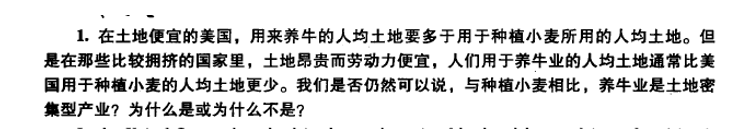 1. 在土地便宜的美国，用来养牛的人均土地要多于用于种植小麦所用的人均土地。但
是在那些比较拥挤的国家里，土地昂贵而劳动力便宜，人们用于养牛业的人均土地通常比美
国用于种植小麦的人均土地更少。我们是否仍然可以说，与种植小麦相比，养牛业是土地密
集型产业？为什么是或为什么不是？